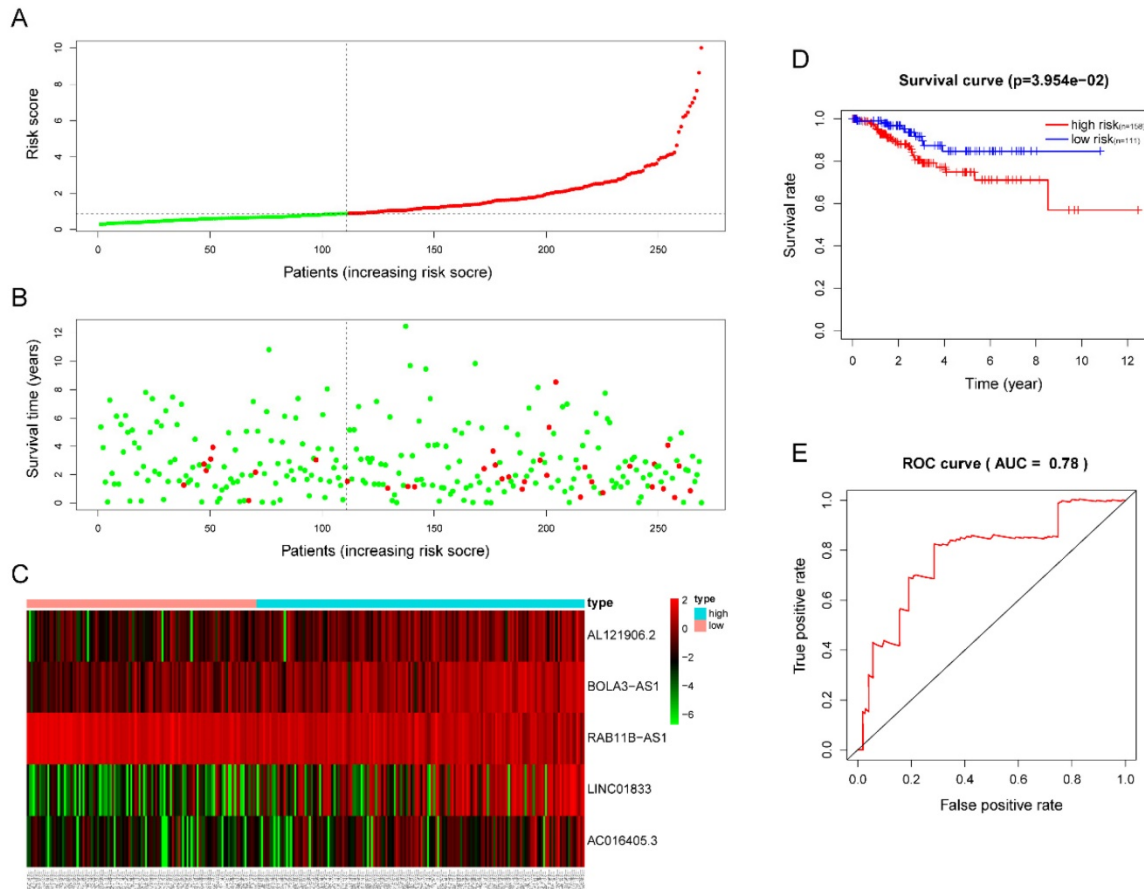 A
10
8
6
4
2
0
Risk score
0 50 100 150 200 250
Patients (increasing risk socre)
B
12
10
8
6
4
2
0
Survival time (years)
0 50 100 150 200 250
Patients (increasing risk socre)
C
type
AL121906.2
BOLA3-AS1
RAB11B-AS1
LINC01833
AC016405.3
2
0
−2
−4
−6
type
high
low
D
Survival curve (p=3.954e−02)
high risk(n=158)
low risk(n=111)
1.0
0.8
0.6
0.4
0.2
0.0
Survival rate
0 2 4 6 8 10 12
Time (year)
E
ROC curve ( AUC = 0.78 )
1.0
0.8
0.6
0.4
0.2
0.0
True positive rate
0.0 0.2 0.4 0.6 0.8 1.0
False positive rate